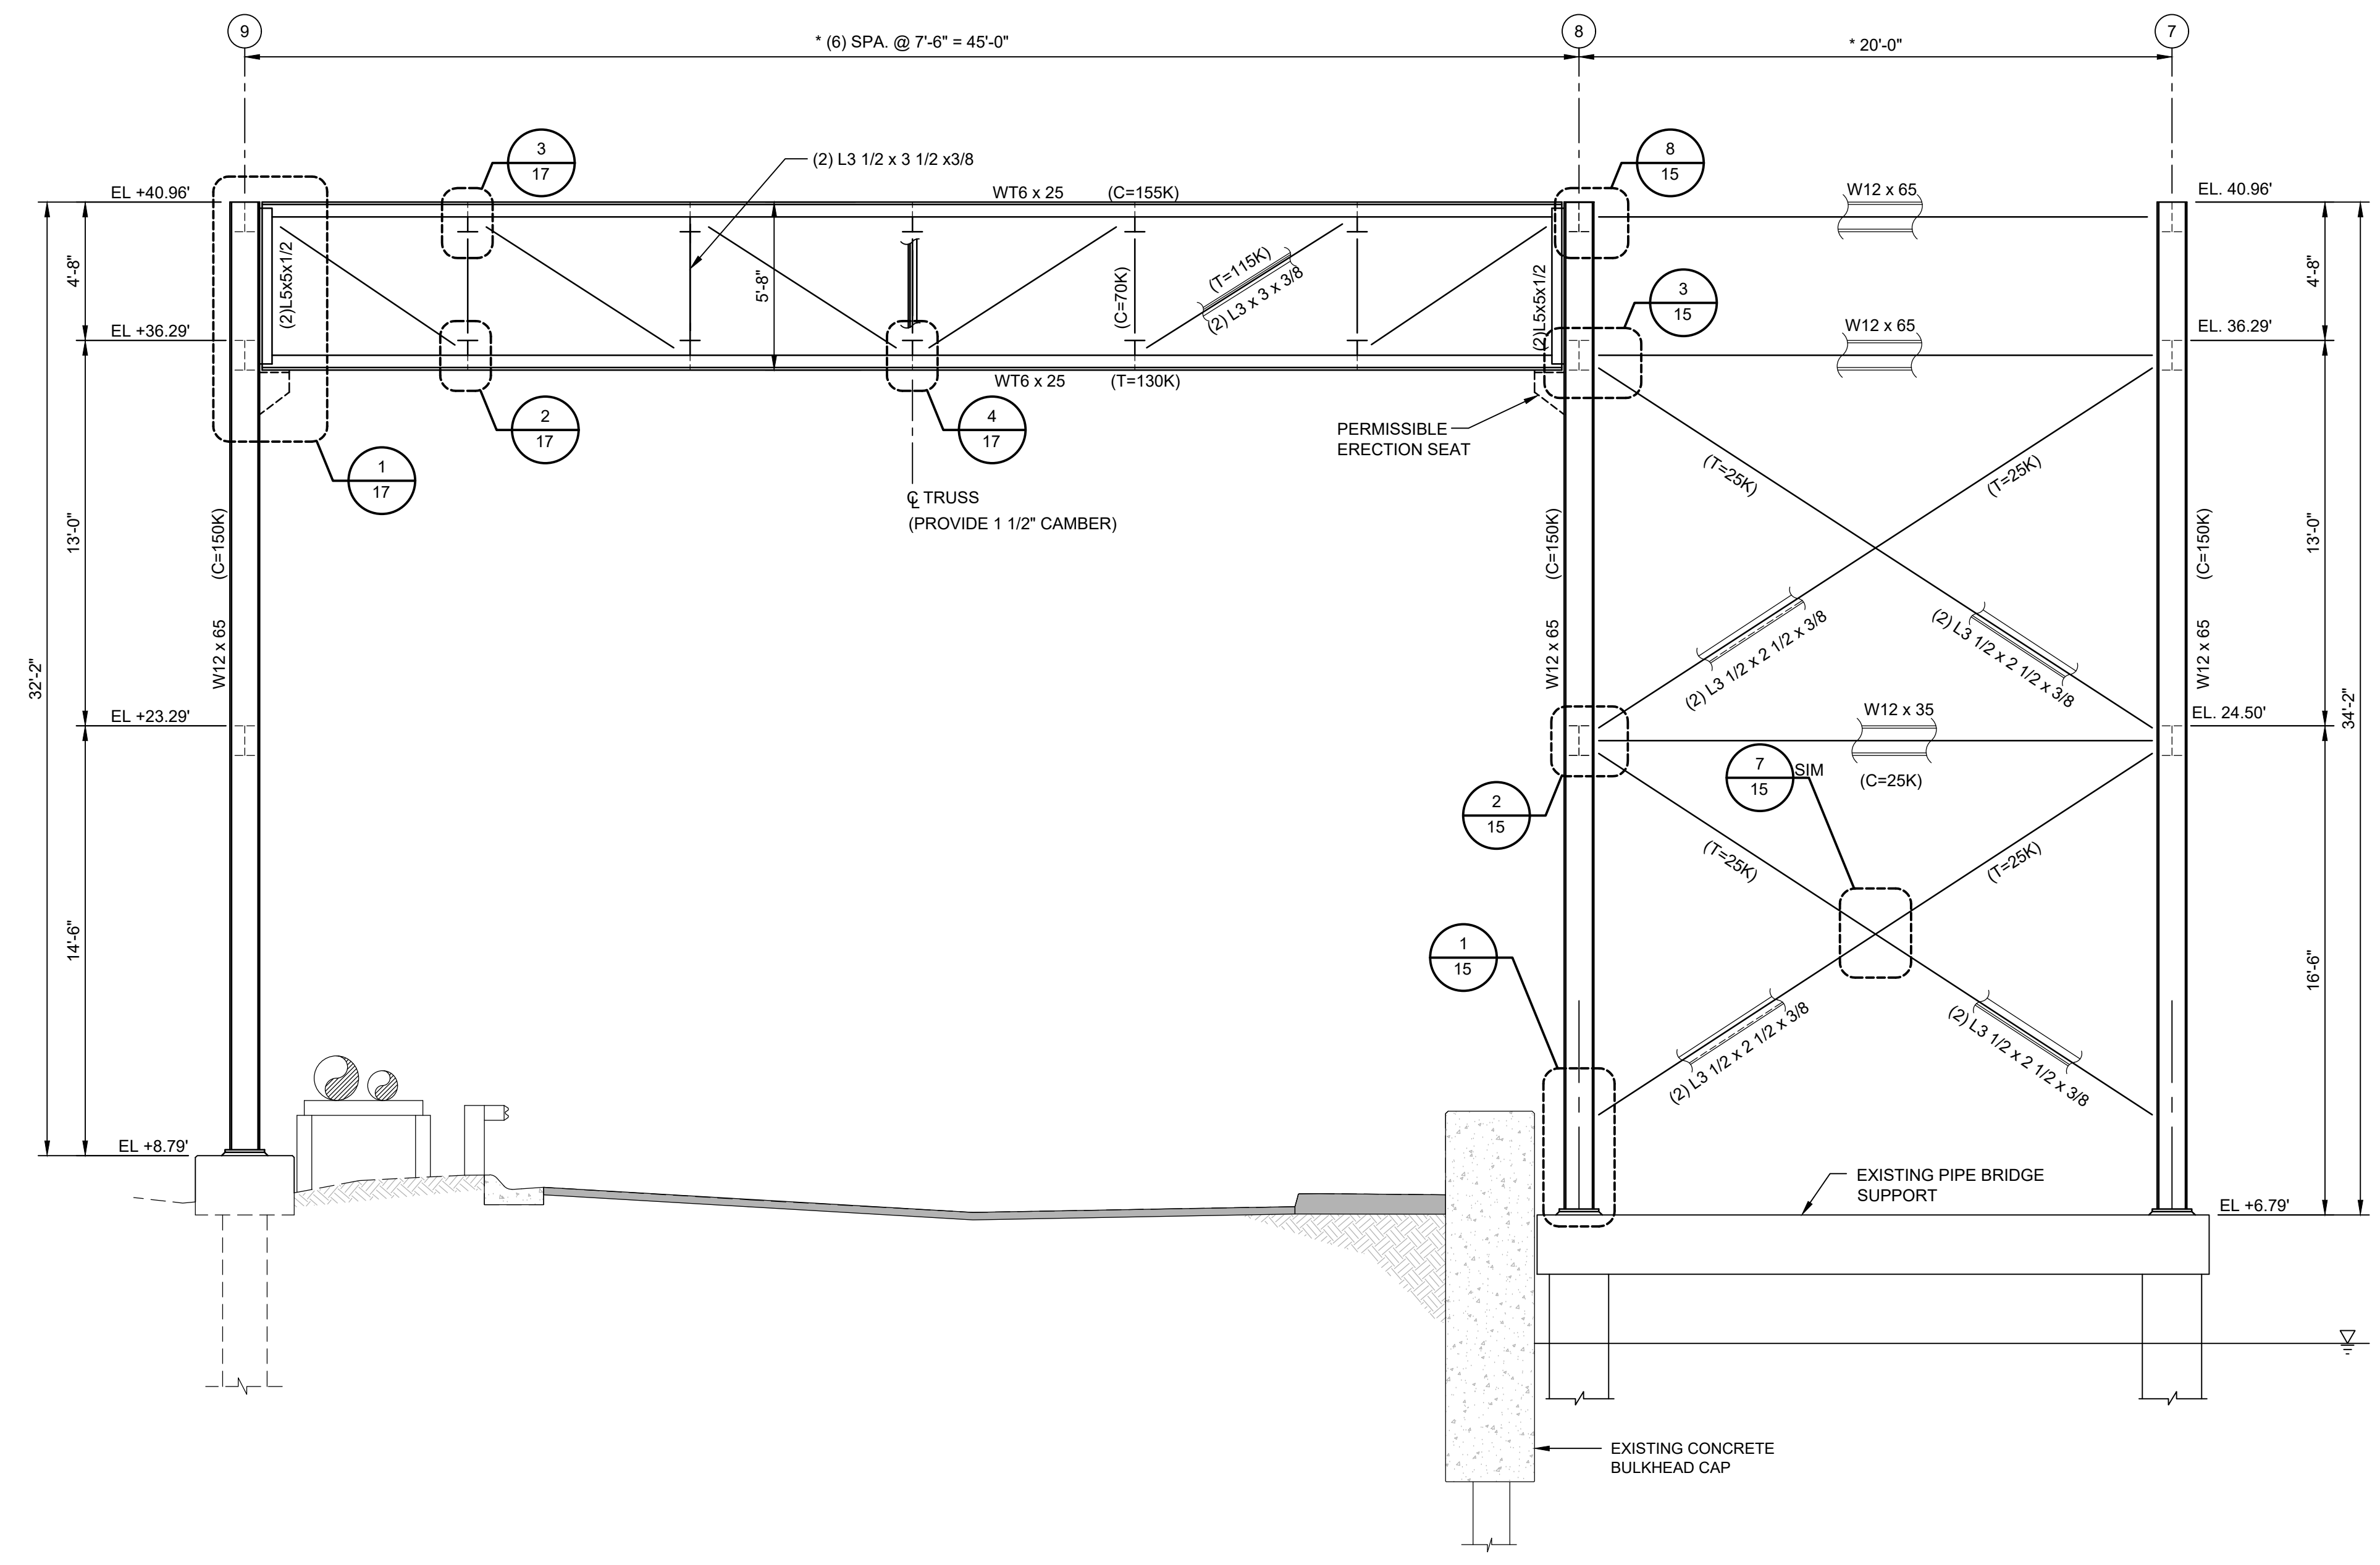 9
8
7
* (6) SPA. @ 7'-6" = 45'-0"
* 20'-0"
3
17
(2) L3 1/2 x 3 1/2 x3/8
8
15
EL +40.96'
WT6 x 25 (C=155K)
W12 x 65
EL. 40.96'
4'-8"
(2)L5x5x1/2
5'-8"
(C=70K)
(T=115K)
(2) L3 x 3 x 3/8
(2)L5x5x1/2
3
15
4'-8"
EL +36.29'
W12 x 65
EL. 36.29'
WT6 x 25 (T=130K)
2
17
4
17
PERMISSIBLE
ERECTION SEAT
1
17
℄ TRUSS
(PROVIDE 1 1/2" CAMBER)
(T=25K)
(T=25K)
13'-0"
(C=150K)
(C=150K)
(C=150K)
13'-0"
32'-2"
W12 x 65
W12 x 65
(2) L3 1/2 x 2 1/2 x 3/8
(2) L3 1/2 x 2 1/2 x 3/8
W12 x 65
34'-2"
EL +23.29'
W12 x 35
EL. 24.50'
7
15
SIM
(C=25K)
2
15
(T=25K)
(T=25K)
14'-6"
1
15
16'-6"
(2) L3 1/2 x 2 1/2 x 3/8
(2) L3 1/2 x 2 1/2 x 3/8
EL +8.79'
EXISTING PIPE BRIDGE
SUPPORT
EL +6.79'
EXISTING CONCRETE
BULKHEAD CAP